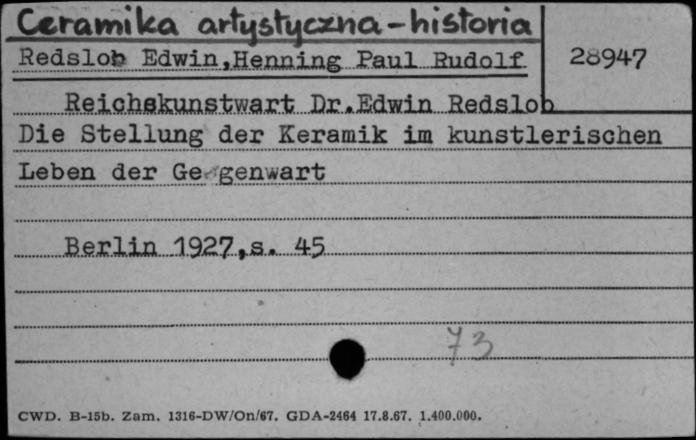 Ceramika artystyczna-historia
Redslob Edwin,Henning Paul Rudolf
28947
Reichskunstwart Dr.Edwin Redslob
Die Stellung der Keramik im kunstlerischen
Leben der Ge genwart
Berlin 1927,s. 45
73
CWD. B-15b. Zam. 1316-DW/On/67. GDA-2464 17.8.67. 1.400.000.